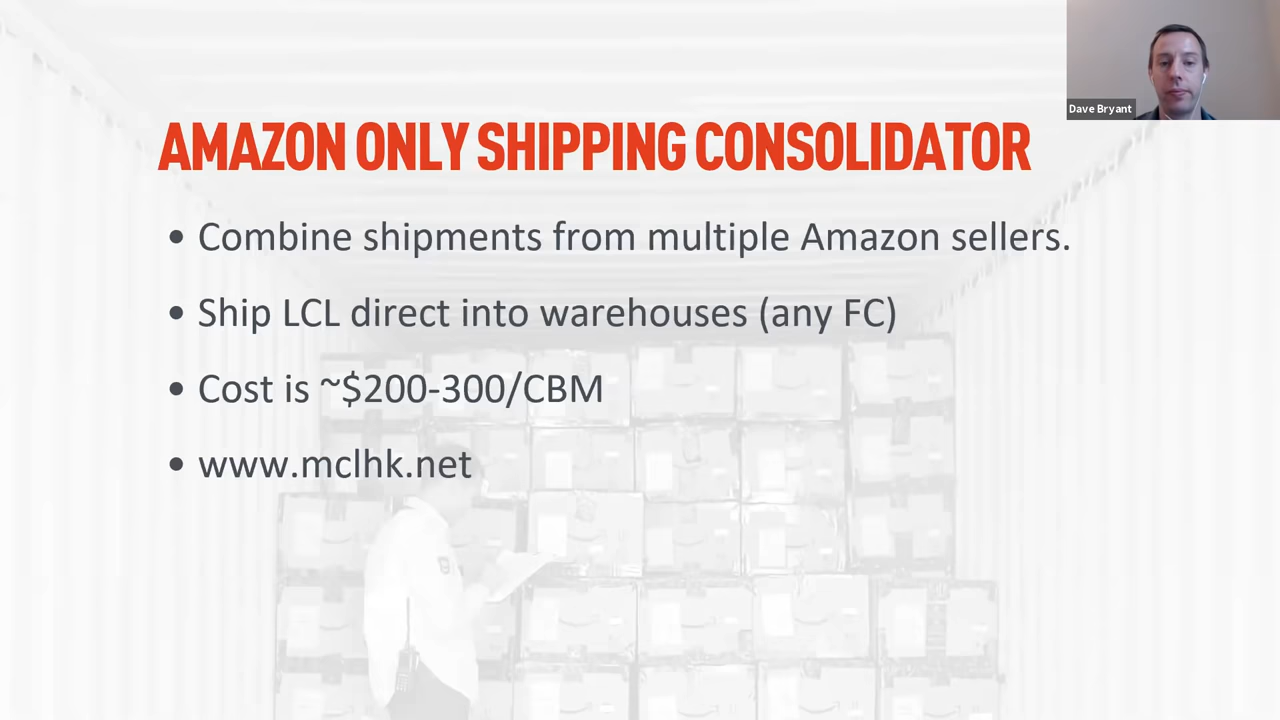 Dave Bryant
AMAZON ONLY SHIPPING CONSOLIDATOR
• Combine shipments from multiple Amazon sellers.
• Ship LCL direct into warehouses (any FC)
• Cost is ~$200-300/CBM
• www.mclhk.net